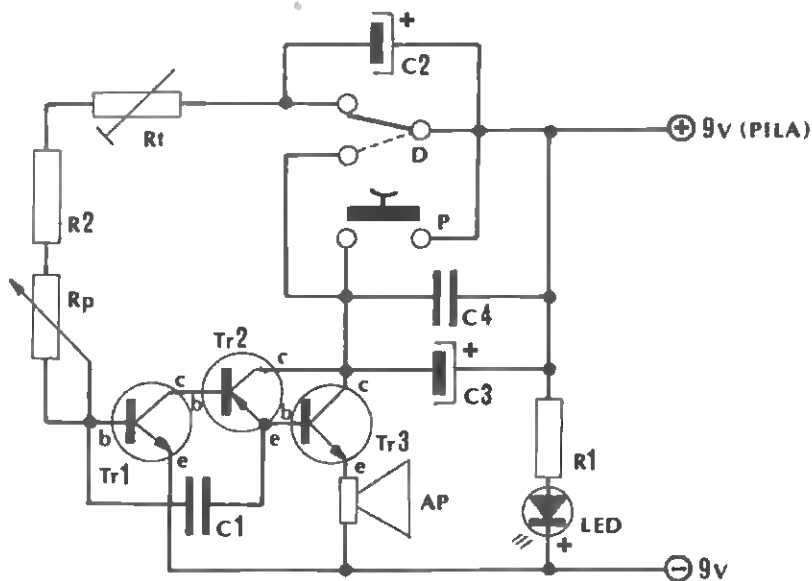 +
C2
Rt
D
+ 9V (PILA)
P
R2
Rp
C4
Tr2
c
c
b
+
C3
c
b
b
e
e
Tr1
Tr3
e
R1
C1
AP
LED
+
− 9V